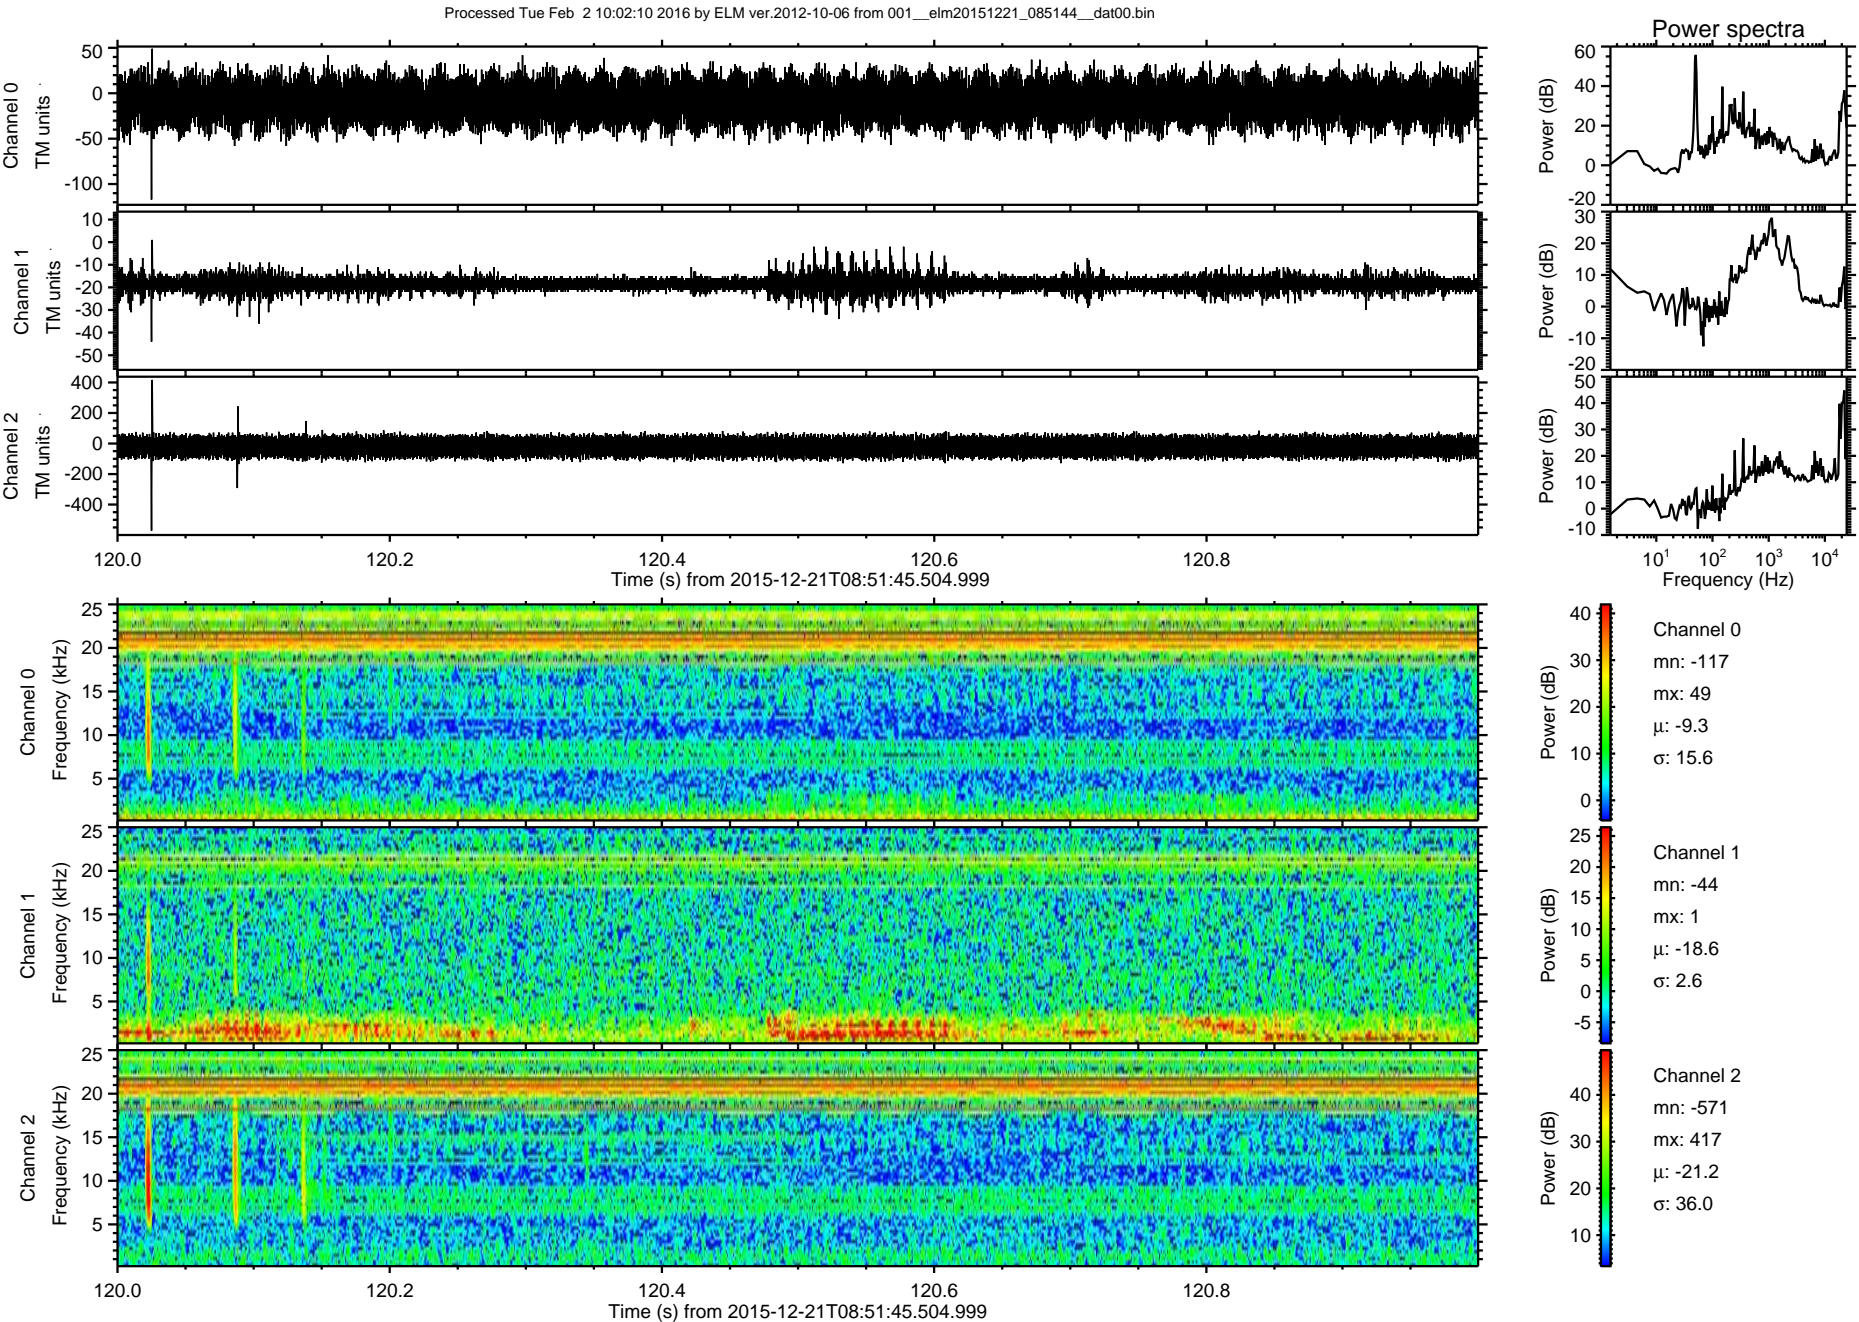 Processed Tue Feb  2 10:02:10 2016 by ELM ver.2012-10-06 from 001__elm20151221_085144__dat00.bin
Power spectra
Channel 0
TM units
50
0
-50
-100
Power (dB)
60
40
20
0
-20
Channel 1
TM units
10
0
-10
-20
-30
-40
-50
Power (dB)
30
20
10
0
-10
-20
Channel 2
TM units
400
200
0
-200
-400
Power (dB)
50
40
30
20
10
0
-10
120.0 120.2 120.4 120.6 120.8
Time (s) from 2015-12-21T08:51:45.504.999
10¹ 10² 10³ 10⁴
Frequency (Hz)
Channel 0
Frequency (kHz)
25
20
15
10
5
Power (dB)
40
30
20
10
0
Channel 0
mn: -117
mx: 49
µ: -9.3
σ: 15.6
Channel 1
Frequency (kHz)
25
20
15
10
5
Power (dB)
25
20
15
10
5
0
-5
Channel 1
mn: -44
mx: 1
µ: -18.6
σ: 2.6
Channel 2
Frequency (kHz)
25
20
15
10
5
Power (dB)
40
30
20
10
Channel 2
mn: -571
mx: 417
µ: -21.2
σ: 36.0
120.0 120.2 120.4 120.6 120.8
Time (s) from 2015-12-21T08:51:45.504.999